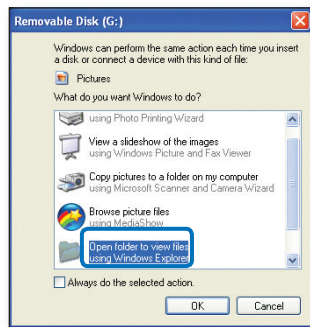 Removable Disk (G:)
Windows can perform the same action each time you insert
a disk or connect a device with this kind of file:
Pictures
What do you want Windows to do?
using Photo Printing Wizard
View a slideshow of the images
using Windows Picture and Fax Viewer
Copy pictures to a folder on my computer
using Microsoft Scanner and Camera Wizard
Browse picture files
using MediaShow
Open folder to view files
using Windows Explorer
Always do the selected action.
OK
Cancel